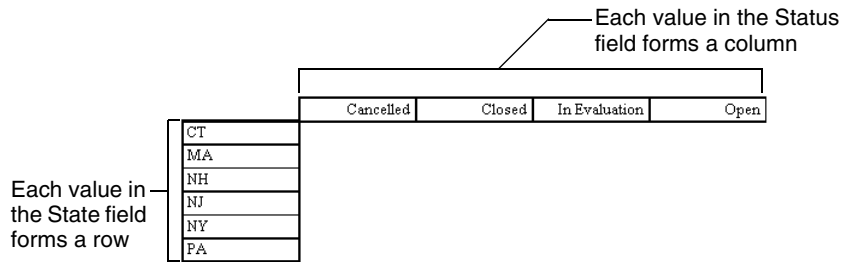 Each value in the Status
field forms a column
Cancelled Closed In Evaluation Open
CT
MA
NH
NJ
NY
PA
Each value in
the State field
forms a row